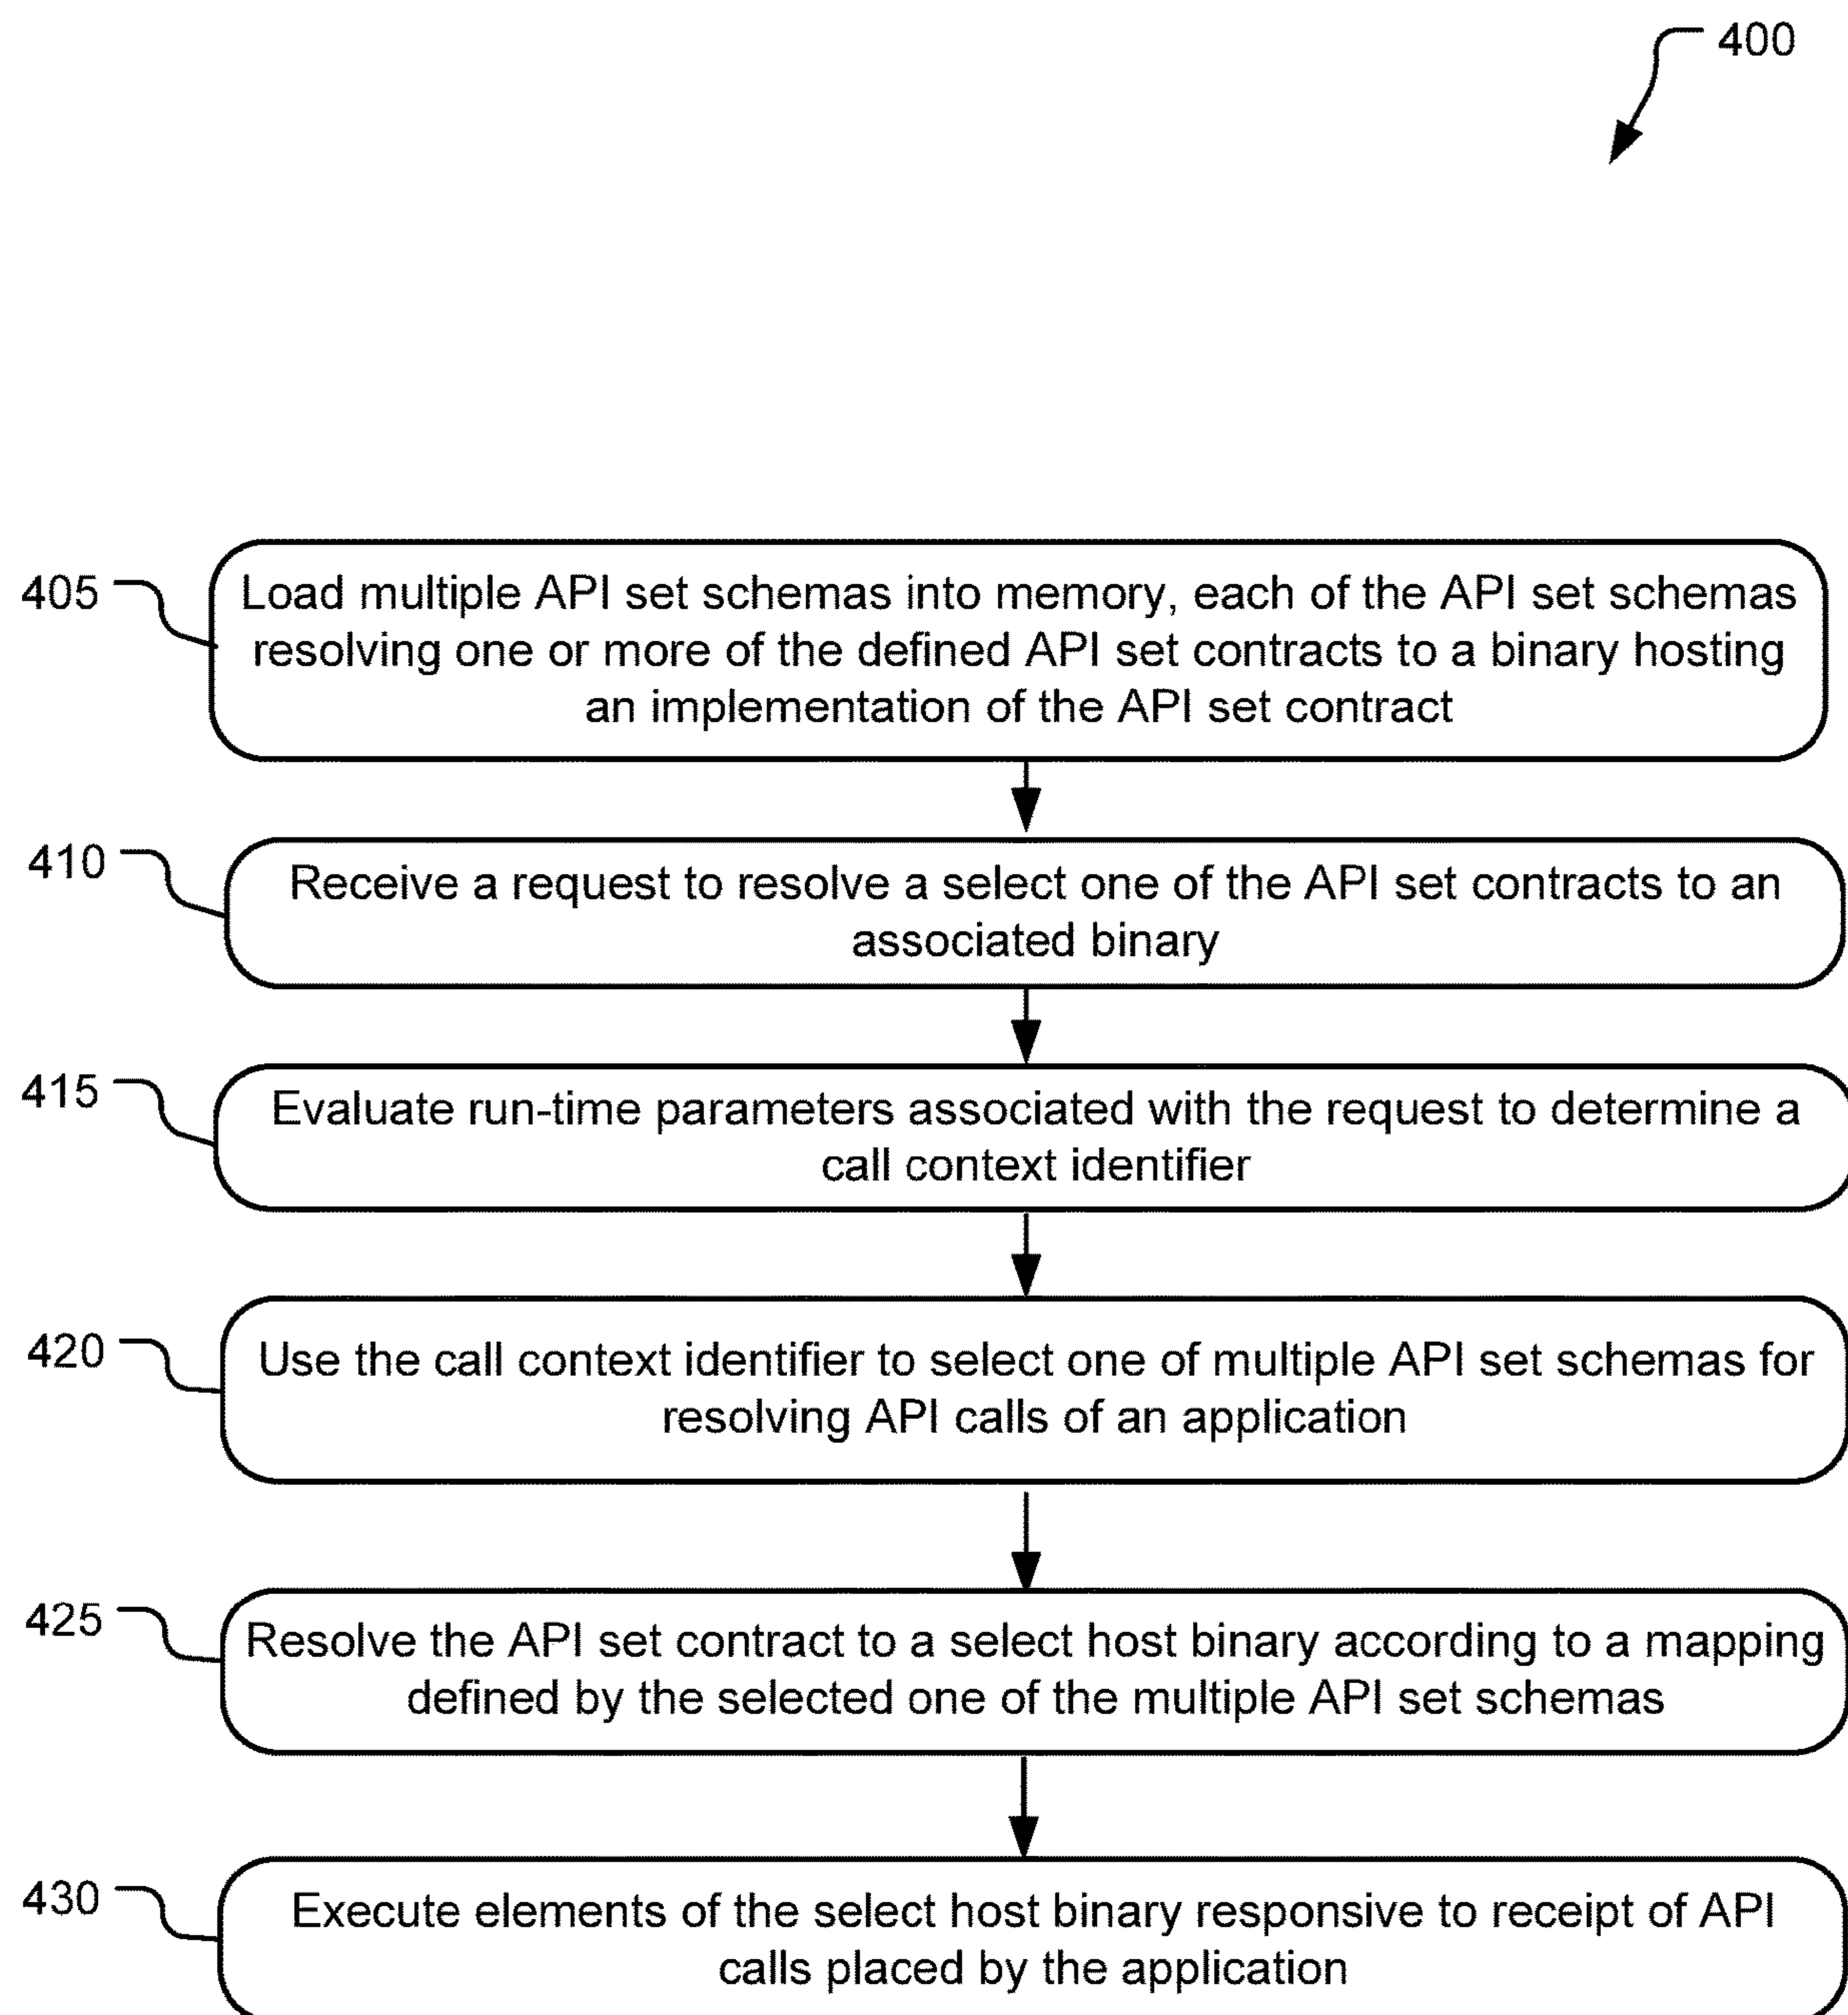 400
405
Load multiple API set schemas into memory, each of the API set schemas
resolving one or more of the defined API set contracts to a binary hosting
an implementation of the API set contract
410
Receive a request to resolve a select one of the API set contracts to an
associated binary
415
Evaluate run-time parameters associated with the request to determine a
call context identifier
420
Use the call context identifier to select one of multiple API set schemas for
resolving API calls of an application
425
Resolve the API set contract to a select host binary according to a mapping
defined by the selected one of the multiple API set schemas
430
Execute elements of the select host binary responsive to receipt of API
calls placed by the application